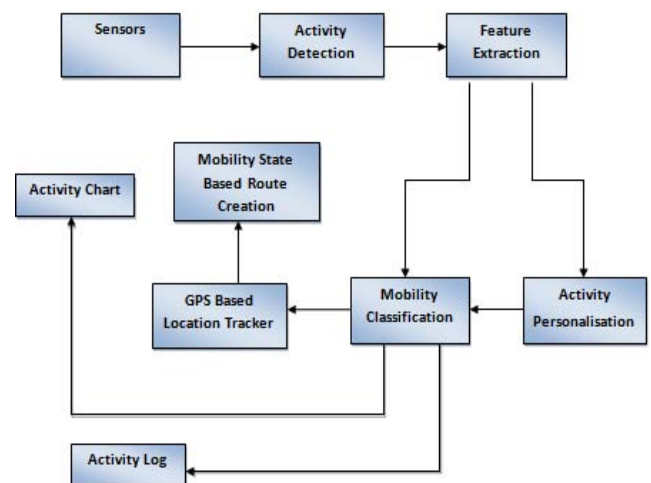 Sensors
Activity
Detection
Feature
Extraction
Mobility State
Based Route
Creation
Activity Chart
GPS Based
Location Tracker
Mobility
Classification
Activity
Personalisation
Activity Log